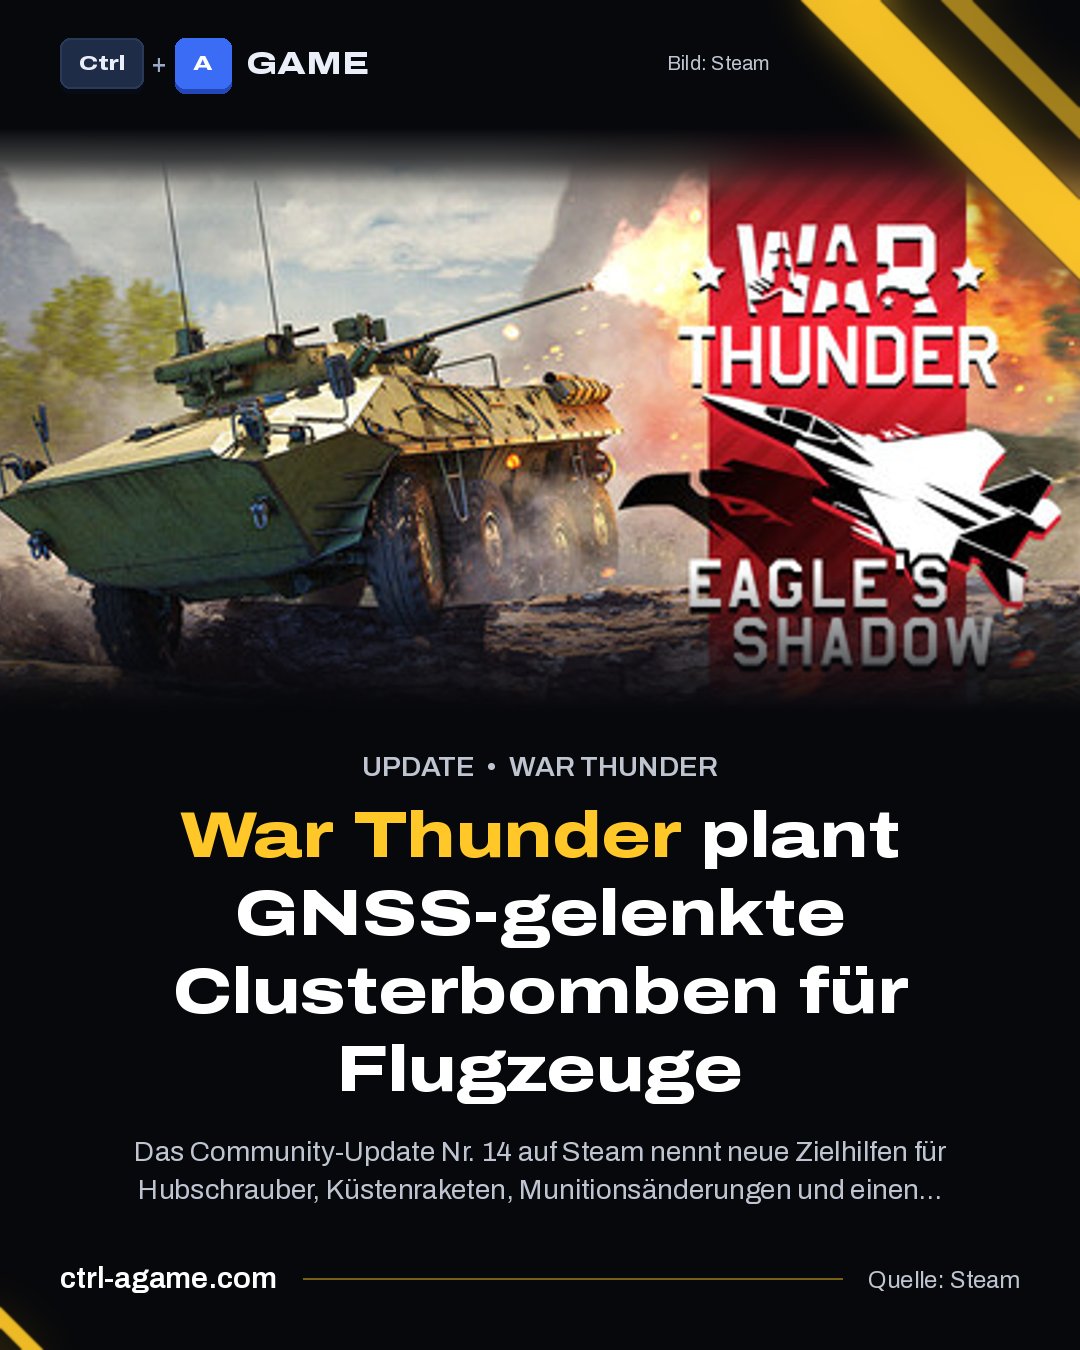 Ctrl + A GAME
Bild: Steam
WAR
THUNDER
EAGLE'S
SHADOW
UPDATE • WAR THUNDER
War Thunder plant
GNSS-gelenkte
Clusterbomben für
Flugzeuge
Das Community-Update Nr. 14 auf Steam nennt neue Zielhilfen für
Hubschrauber, Küstenraketen, Munitionsänderungen und einen...
ctrl-agame.com
Quelle: Steam